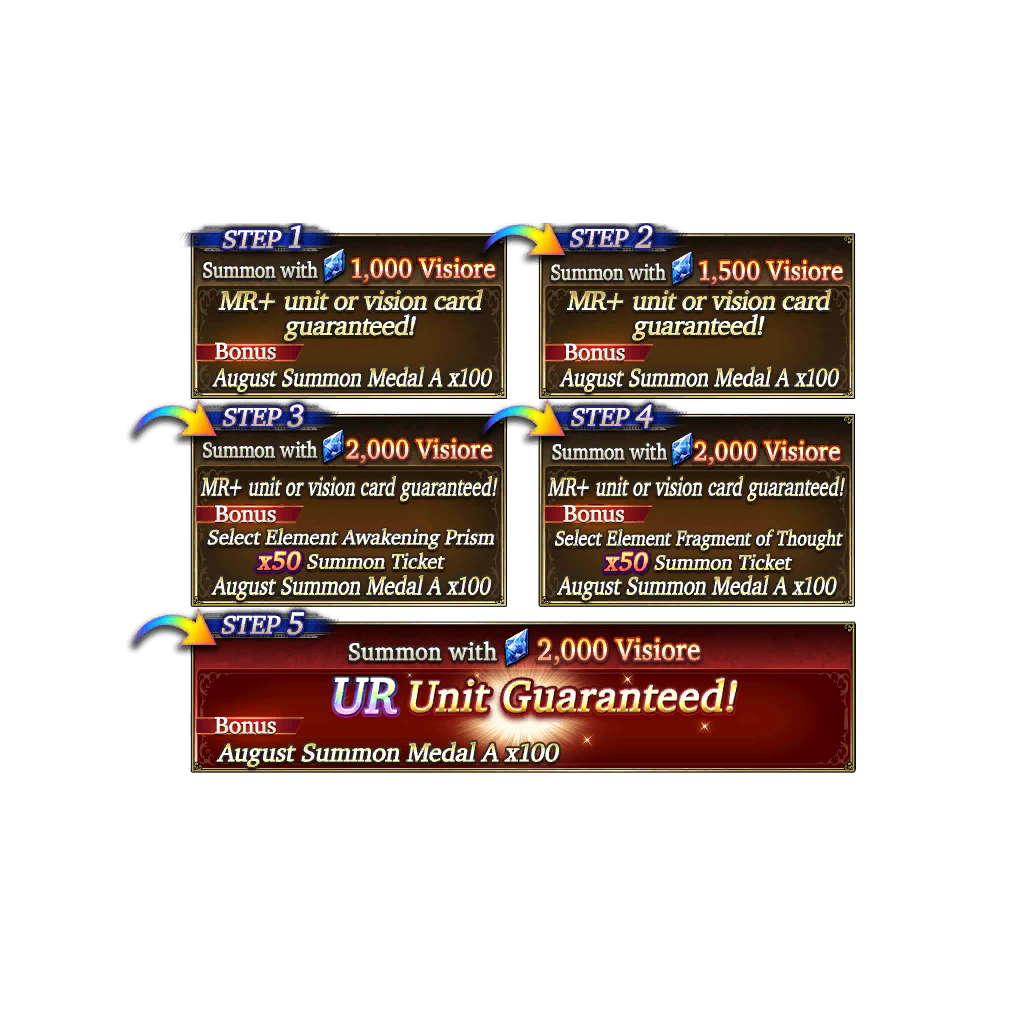 STEP 1
Summon with 1,000 Visiore
MR+ unit or vision card
guaranteed!
Bonus
August Summon Medal A x100
STEP 2
Summon with 1,500 Visiore
MR+ unit or vision card
guaranteed!
Bonus
August Summon Medal A x100
STEP 3
Summon with 2,000 Visiore
MR+ unit or vision card guaranteed!
Bonus
Select Element Awakening Prism
x50 Summon Ticket
August Summon Medal A x100
STEP 4
Summon with 2,000 Visiore
MR+ unit or vision card guaranteed!
Bonus
Select Element Fragment of Thought
x50 Summon Ticket
August Summon Medal A x100
STEP 5
Summon with 2,000 Visiore
UR Unit Guaranteed!
Bonus
August Summon Medal A x100